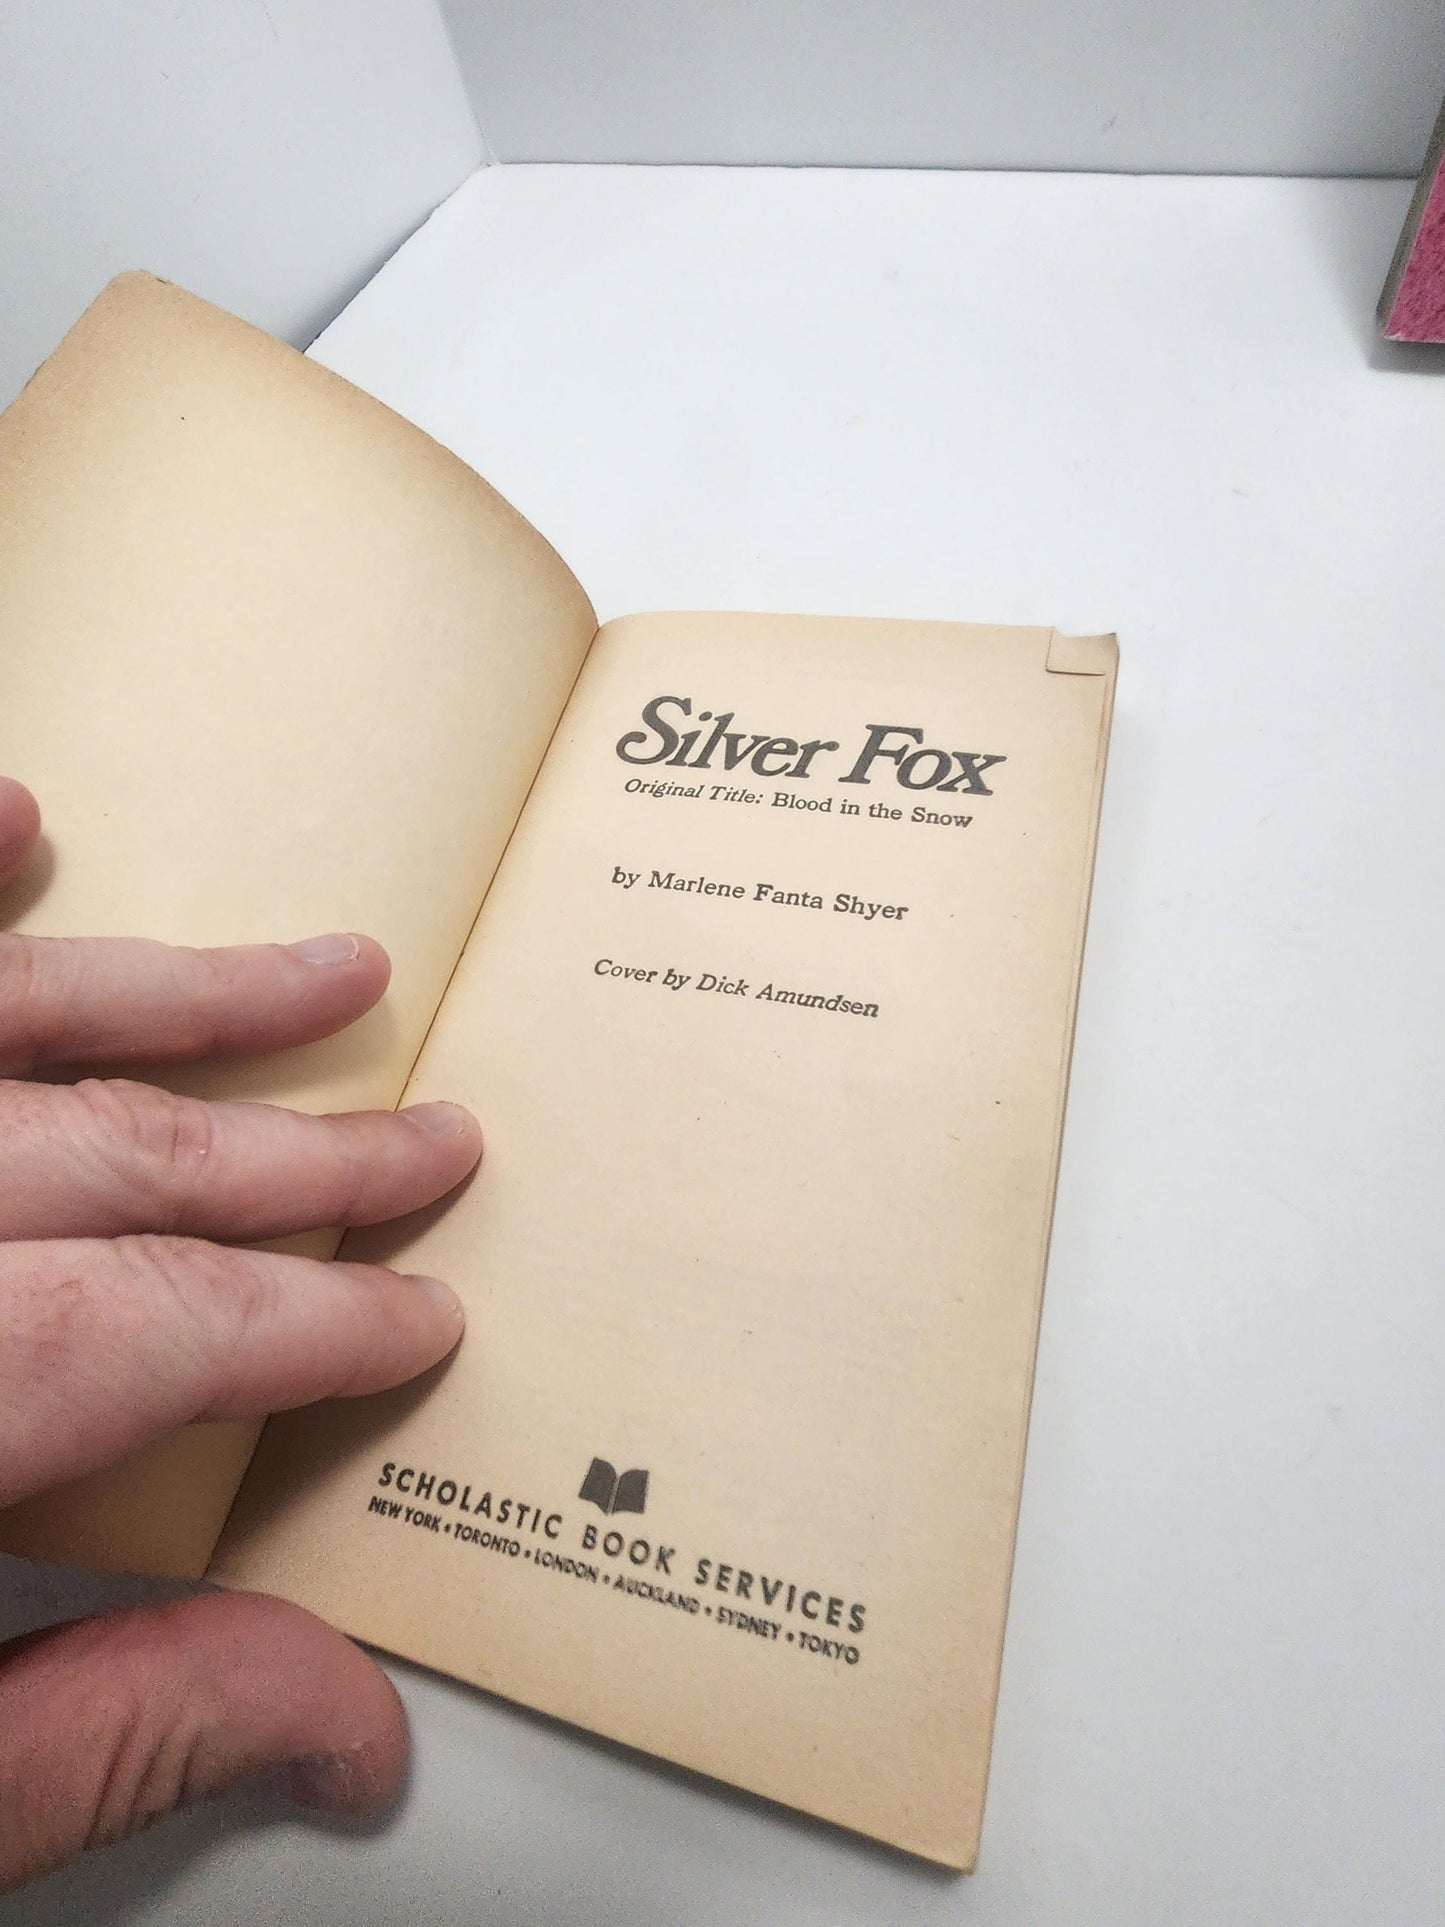 Silver Fox
Original Title: Blood in the Snow
by Marlene Fanta Shyer
Cover by Dick Amundsen
SCHOLASTIC BOOK SERVICES
NEW YORK • TORONTO • LONDON • AUCKLAND • SYDNEY • TOKYO